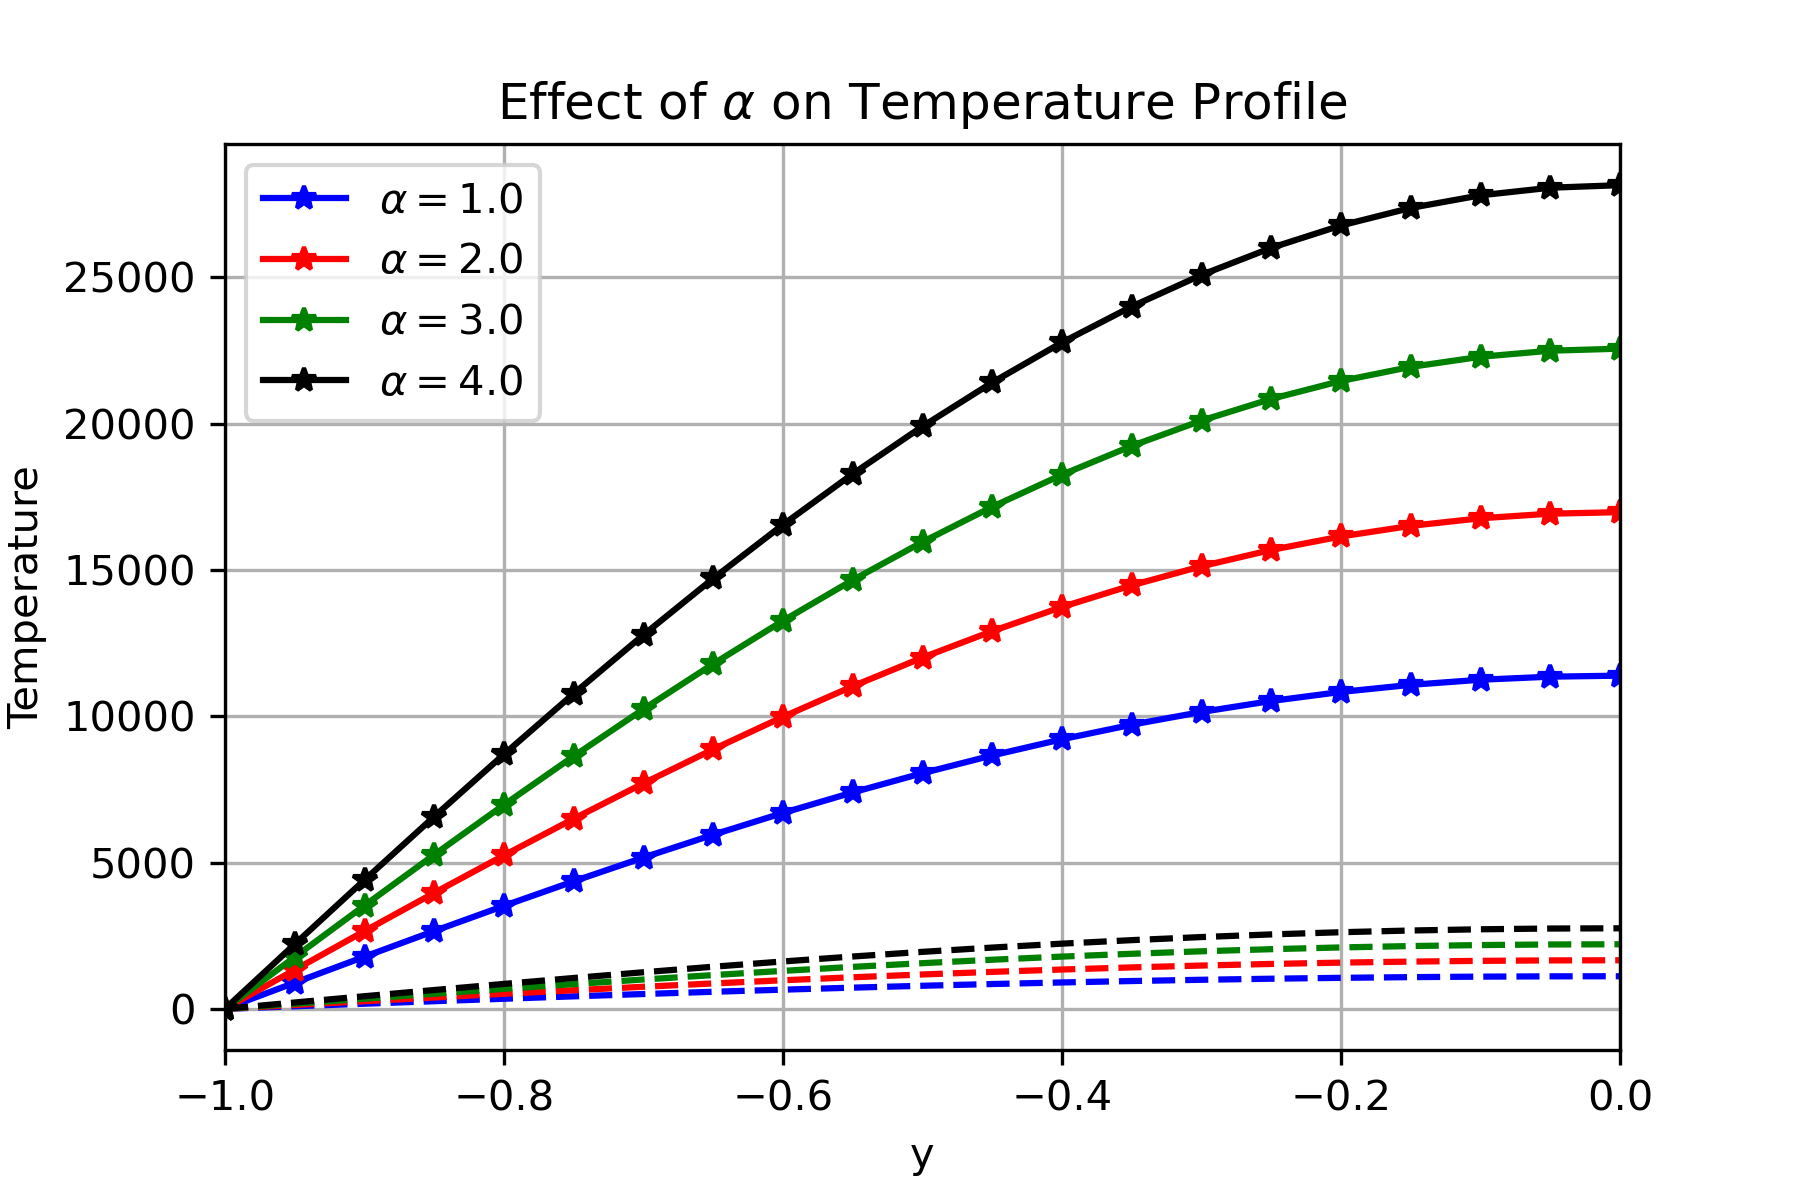 Effect of α on Temperature Profile
α = 1.0
α = 2.0
α = 3.0
α = 4.0
Temperature
25000
20000
15000
10000
5000
0
−1.0 −0.8 −0.6 −0.4 −0.2 0.0
y